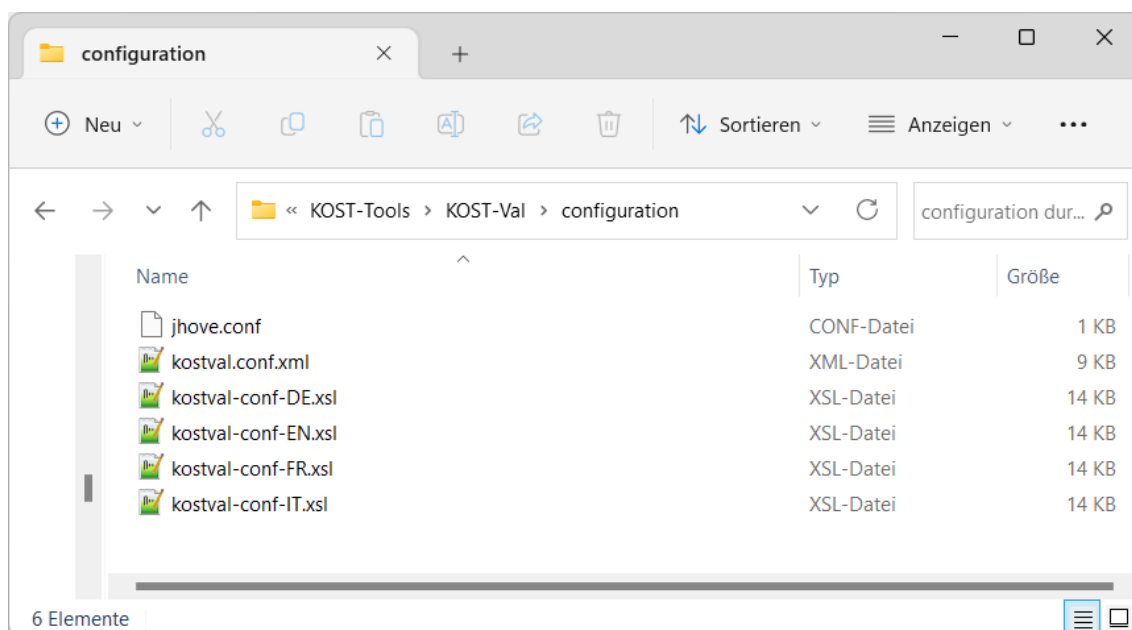 configuration
Neu
Sortieren
Anzeigen
« KOST-Tools > KOST-Val > configuration
configuration dur...
Name Typ Größe
jhove.conf CONF-Datei 1 KB
kostval.conf.xml XML-Datei 9 KB
kostval-conf-DE.xsl XSL-Datei 14 KB
kostval-conf-EN.xsl XSL-Datei 14 KB
kostval-conf-FR.xsl XSL-Datei 14 KB
kostval-conf-IT.xsl XSL-Datei 14 KB
6 Elemente